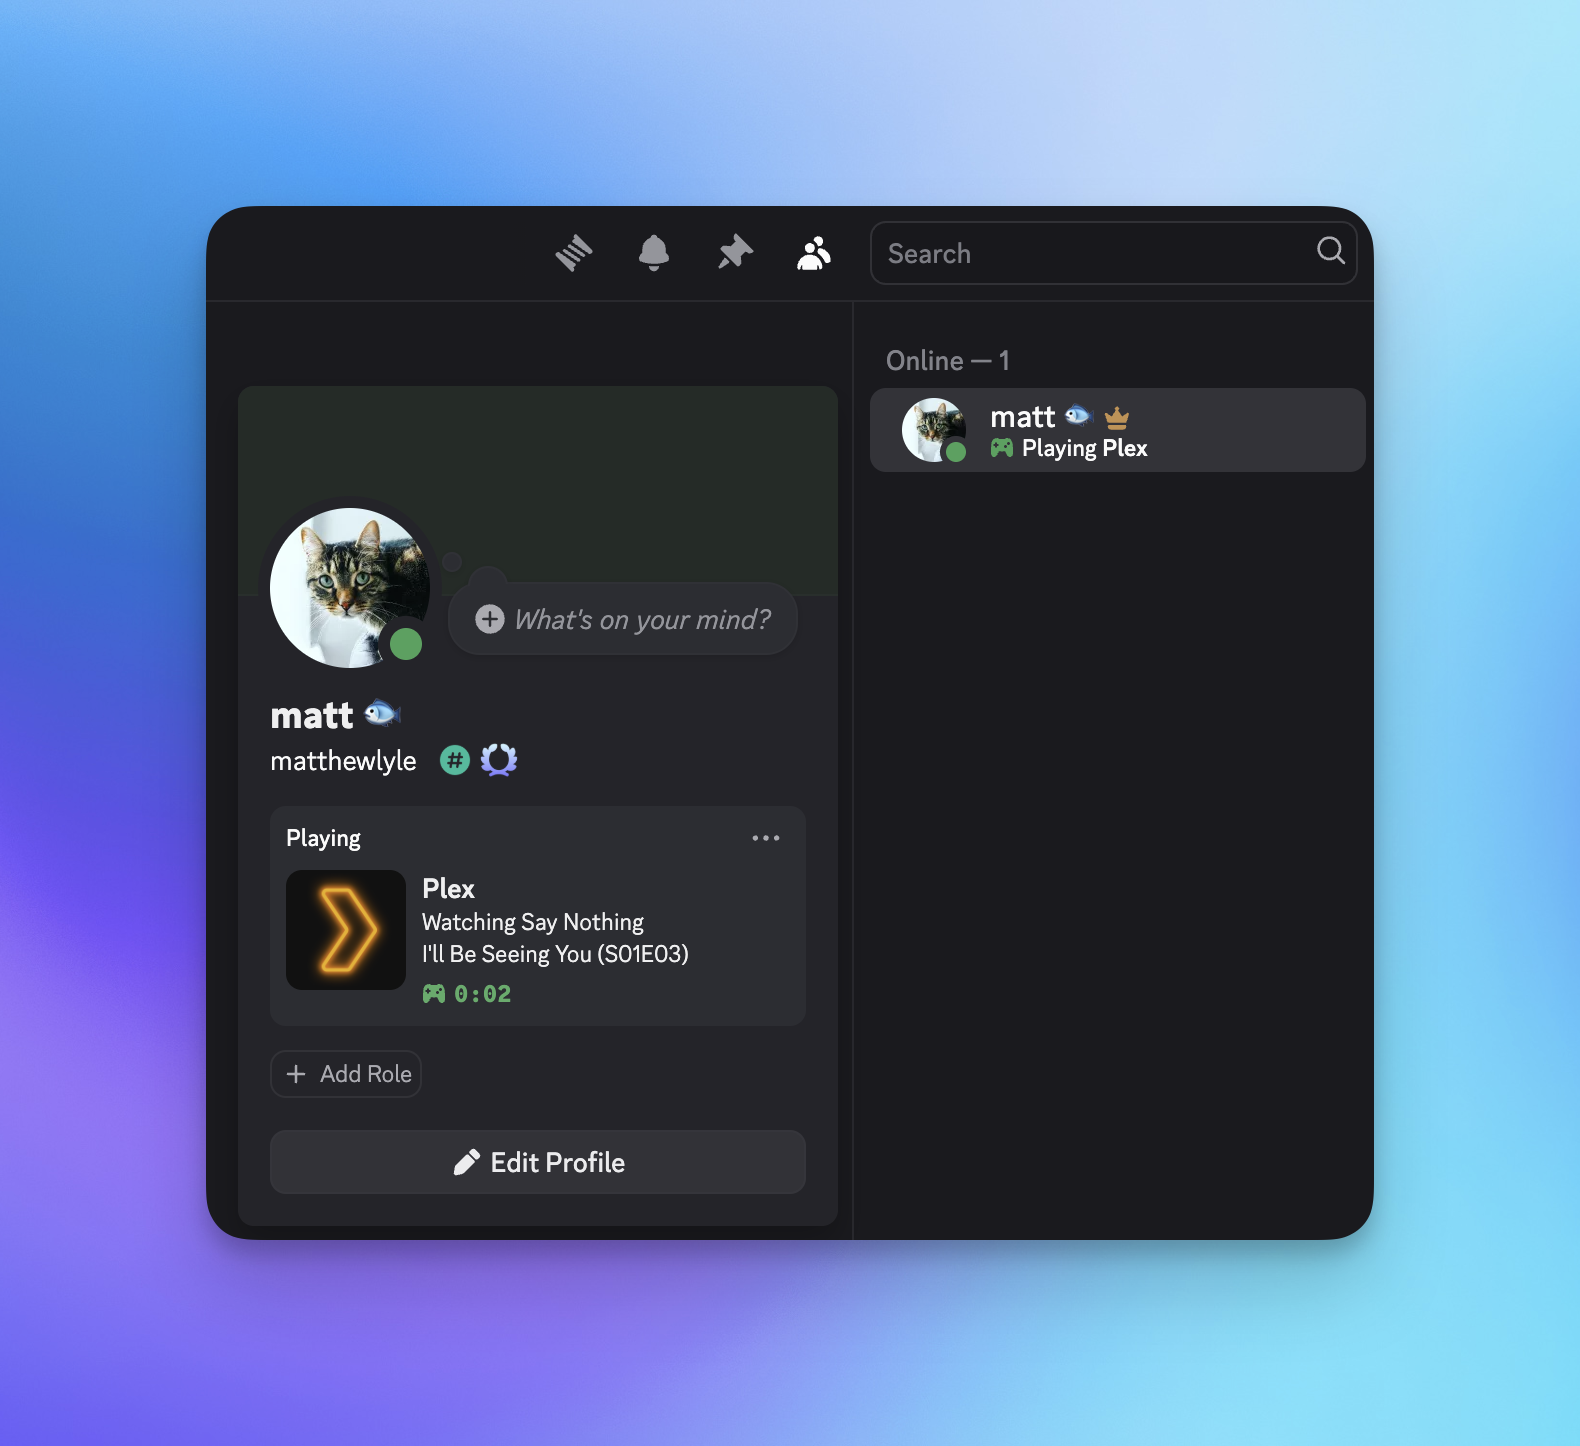 Search
Online — 1
matt 🐟
Playing Plex
What's on your mind?
matt 🐟
matthewlyle #
Playing
Plex
Watching Say Nothing
I'll Be Seeing You (S01E03)
0:02
Add Role
Edit Profile